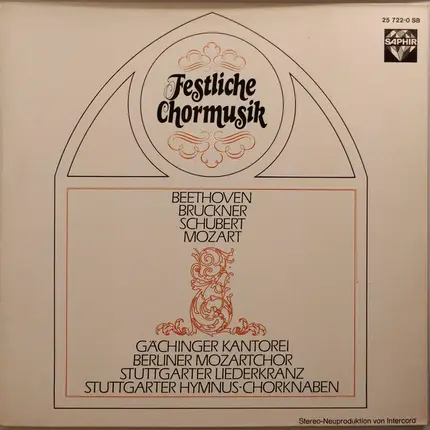 25 722-0 SB
SAPHIR
Festliche
Chormusik
BEETHOVEN
BRUCKNER
SCHUBERT
MOZART
GÄCHINGER KANTOREI
BERLINER MOZARTCHOR
STUTTGARTER LIEDERKRANZ
STUTTGARTER HYMNUS-CHORKNABEN
Stereo-Neuproduktion von Intercord